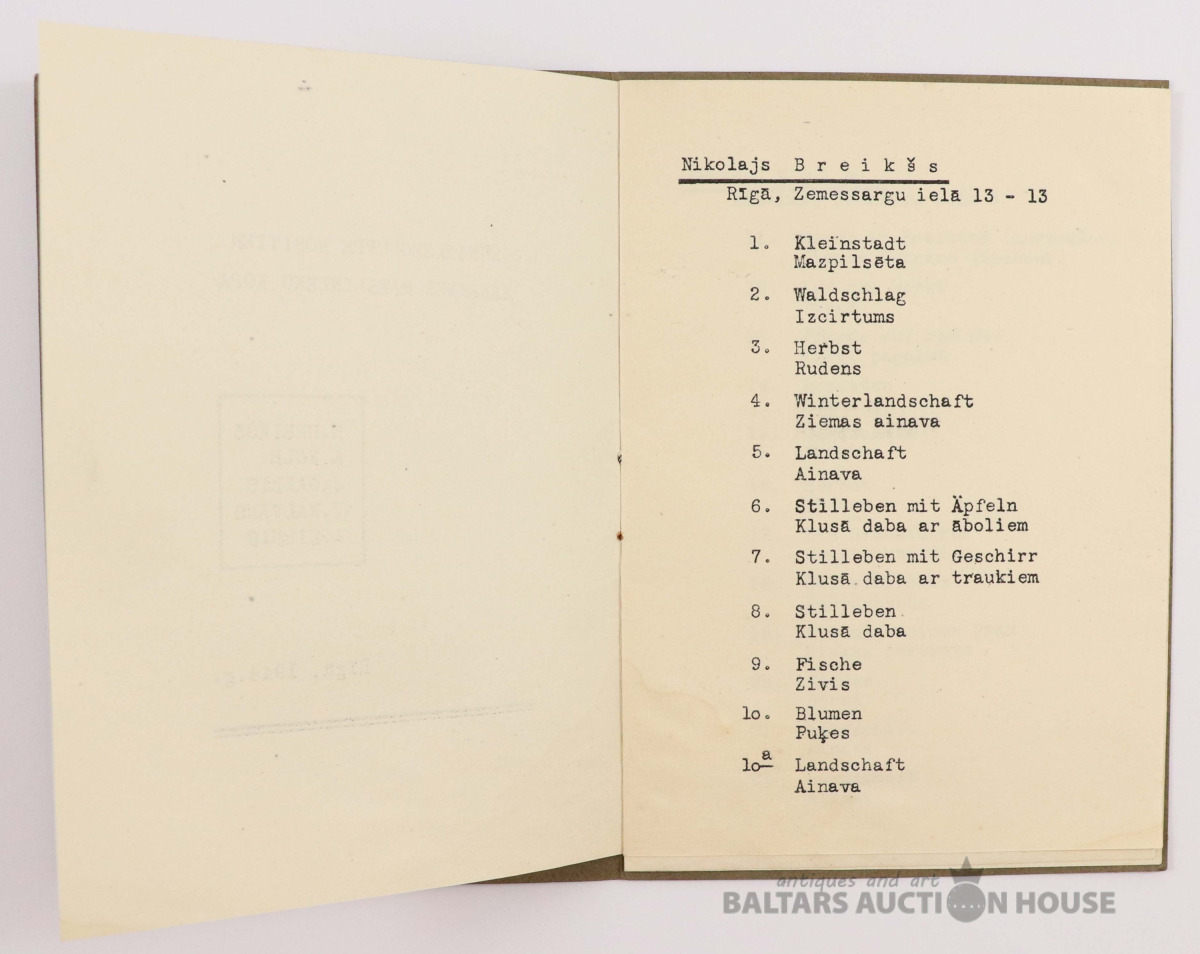 Nikolajs Breikšs
Rīgā, Zemessargu ielā 13 - 13
1. Kleinstadt
Mazpilsēta
2. Waldschlag
Izcirtums
3. Herbst
Rudens
4. Winterlandschaft
Ziemas ainava
5. Landschaft
Ainava
6. Stilleben mit Äpfeln
Klusā daba ar āboliem
7. Stilleben mit Geschirr
Klusā daba ar traukiem
8. Stilleben
Klusā daba
9. Fische
Zivis
lo. Blumen
Puķes
loa Landschaft
Ainava
antiques and art
BALTARS AUCTION HOUSE